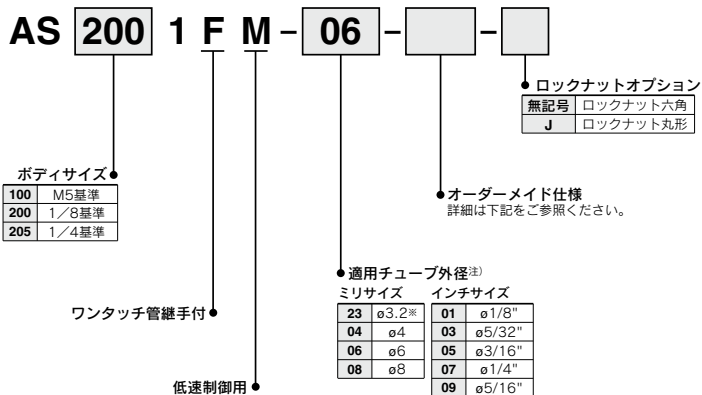 AS 200 1 F M - 06 - -
ロックナットオプション
無記号 ロックナット六角
J ロックナット丸形
ボディサイズ
100 M5基準
200 1／8基準
205 1／4基準
オーダーメイド仕様
詳細は下記をご参照ください。
適用チューブ外径注)
ミリサイズ
23 ø3.2※
04 ø4
06 ø6
08 ø8
インチサイズ
01 ø1/8"
03 ø5/32"
05 ø3/16"
07 ø1/4"
09 ø5/16"
ワンタッチ管継手付
低速制御用